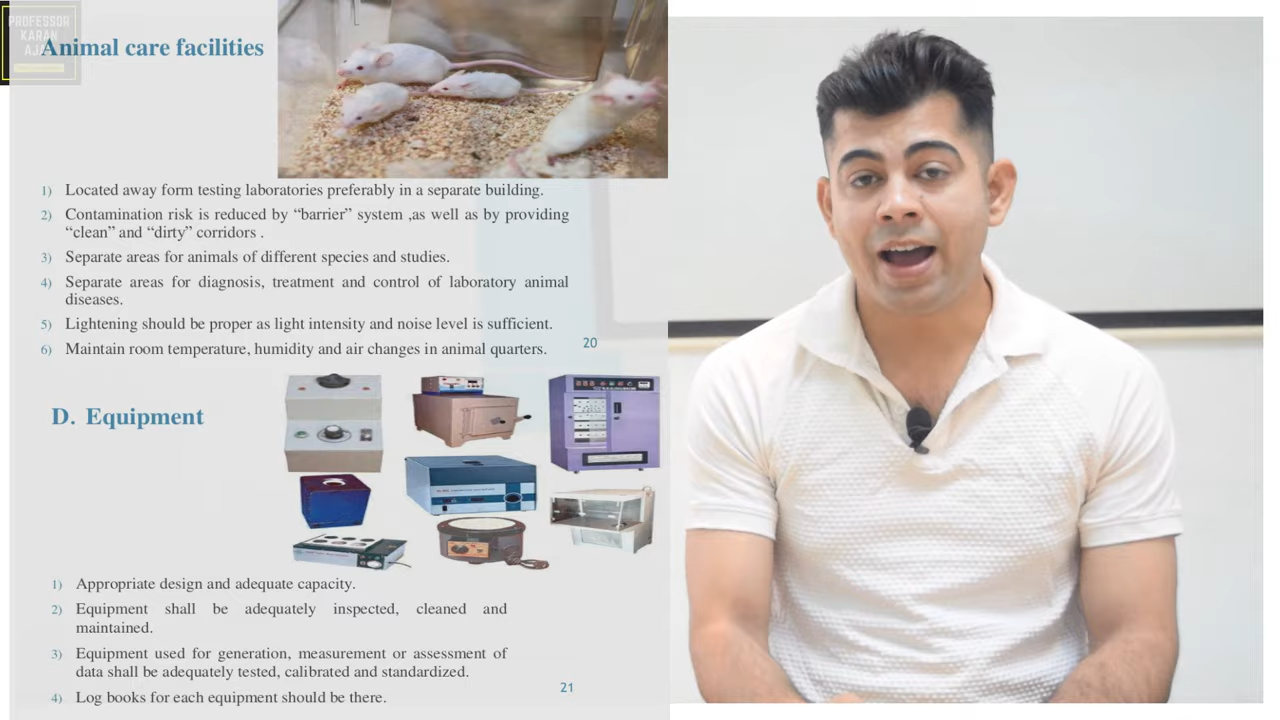 PROFESSOR
KARAN
AJA
Animal care facilities
1) Located away form testing laboratories preferably in a separate building.
2) Contamination risk is reduced by “barrier” system ,as well as by providing
“clean” and “dirty” corridors .
3) Separate areas for animals of different species and studies.
4) Separate areas for diagnosis, treatment and control of laboratory animal
diseases.
5) Lightening should be proper as light intensity and noise level is sufficient.
6) Maintain room temperature, humidity and air changes in animal quarters.
20
D. Equipment
1) Appropriate design and adequate capacity.
2) Equipment shall be adequately inspected, cleaned and
maintained.
3) Equipment used for generation, measurement or assessment of
data shall be adequately tested, calibrated and standardized.
4) Log books for each equipment should be there.
21